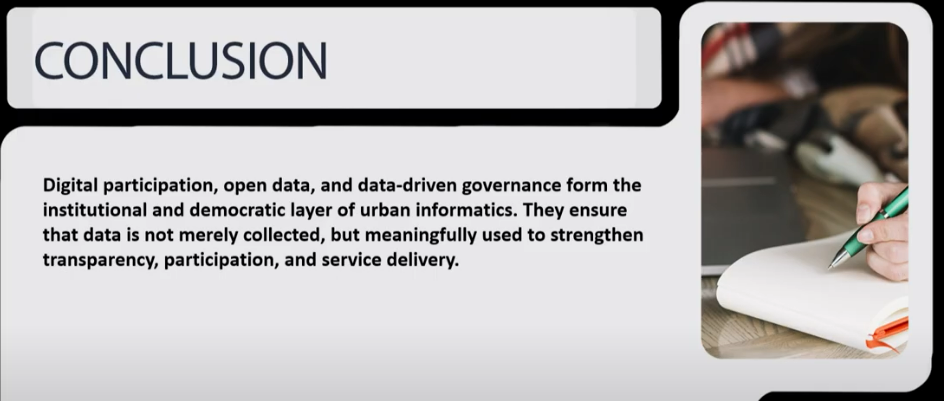 CONCLUSION
Digital participation, open data, and data-driven governance form the
institutional and democratic layer of urban informatics. They ensure
that data is not merely collected, but meaningfully used to strengthen
transparency, participation, and service delivery.